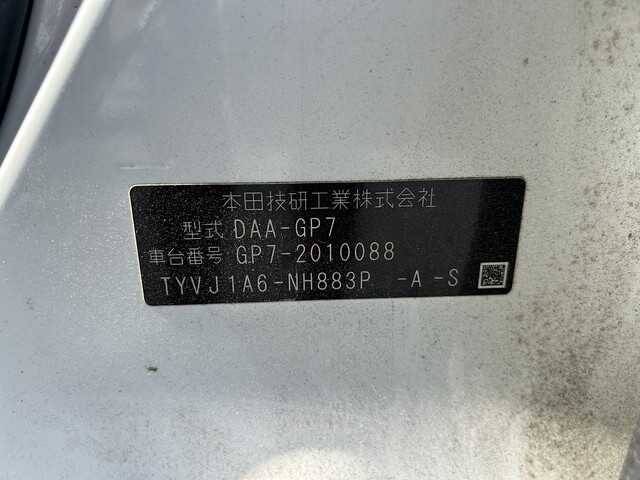 本田技研工業株式会社
型式 DAA-GP7
車台番号 GP7-2010088
TYVJ1A6-NH883P -A-S